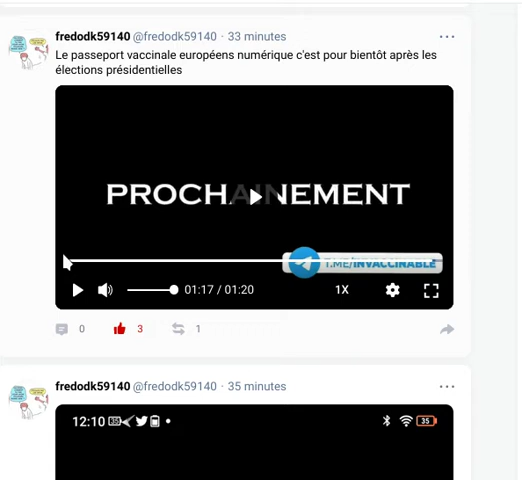 fredodk59140 @fredodk59140 · 33 minutes
Le passeport vaccinale européens numérique c'est pour bientôt après les
élections présidentielles
PROCHAINEMENT
T.ME/INVACCINABLE
01:17 / 01:20
1X
0
3
1
fredodk59140 @fredodk59140 · 35 minutes
12:10
35